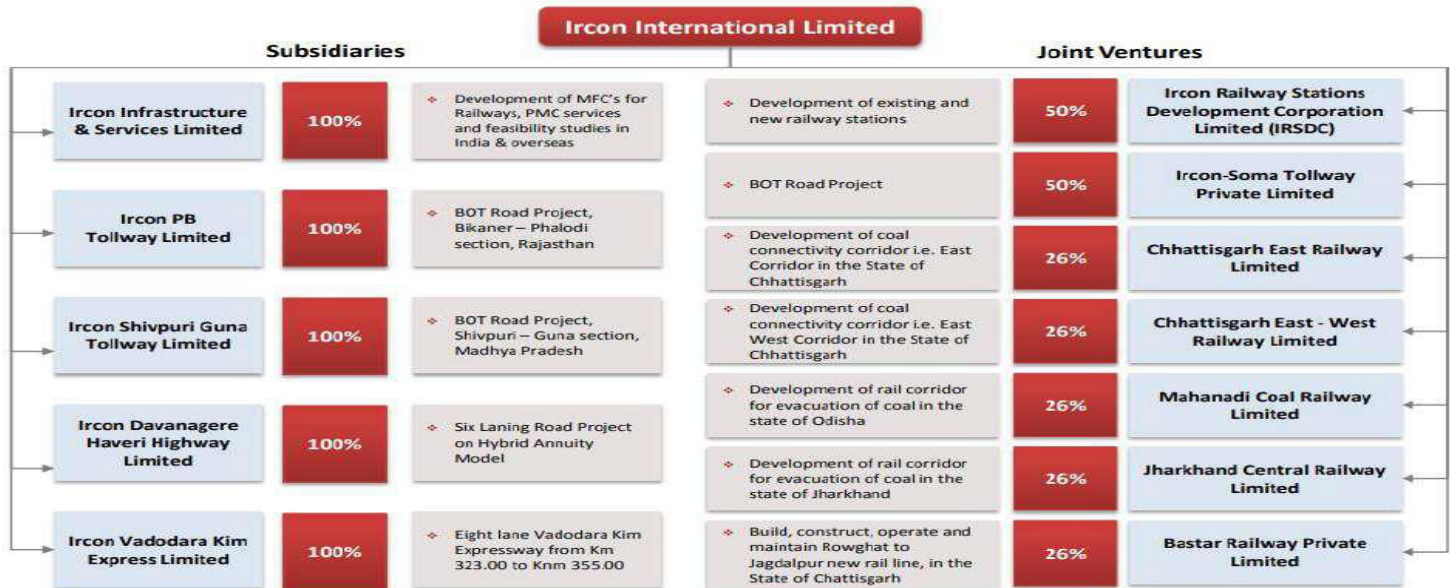 Ircon International Limited
Subsidiaries
Ircon Infrastructure
& Services Limited
100%
❖ Development of MFC's for
Railways, PMC services
and feasibility studies in
India & overseas
Ircon PB
Tollway Limited
100%
❖ BOT Road Project,
Bikaner – Phalodi
section, Rajasthan
Ircon Shivpuri Guna
Tollway Limited
100%
❖ BOT Road Project,
Shivpuri – Guna section,
Madhya Pradesh
Ircon Davanagere
Haveri Highway
Limited
100%
❖ Six Laning Road Project
on Hybrid Annuity
Model
Ircon Vadodara Kim
Express Limited
100%
❖ Eight lane Vadodara Kim
Expressway from Km
323.00 to Knm 355.00
Joint Ventures
❖ Development of existing and
new railway stations
50%
Ircon Railway Stations
Development Corporation
Limited (IRSDC)
❖ BOT Road Project
50%
Ircon-Soma Tollway
Private Limited
❖ Development of coal
connectivity corridor i.e. East
Corridor in the State of
Chhattisgarh
26%
Chhattisgarh East Railway
Limited
❖ Development of coal
connectivity corridor i.e. East
West Corridor in the State of
Chhattisgarh
26%
Chhattisgarh East - West
Railway Limited
❖ Development of rail corridor
for evacuation of coal in the
state of Odisha
26%
Mahanadi Coal Railway
Limited
❖ Development of rail corridor
for evacuation of coal in the
state of Jharkhand
26%
Jharkhand Central Railway
Limited
❖ Build, construct, operate and
maintain Rowghat to
Jagdalpur new rail line, in the
State of Chattisgarh
26%
Bastar Railway Private
Limited